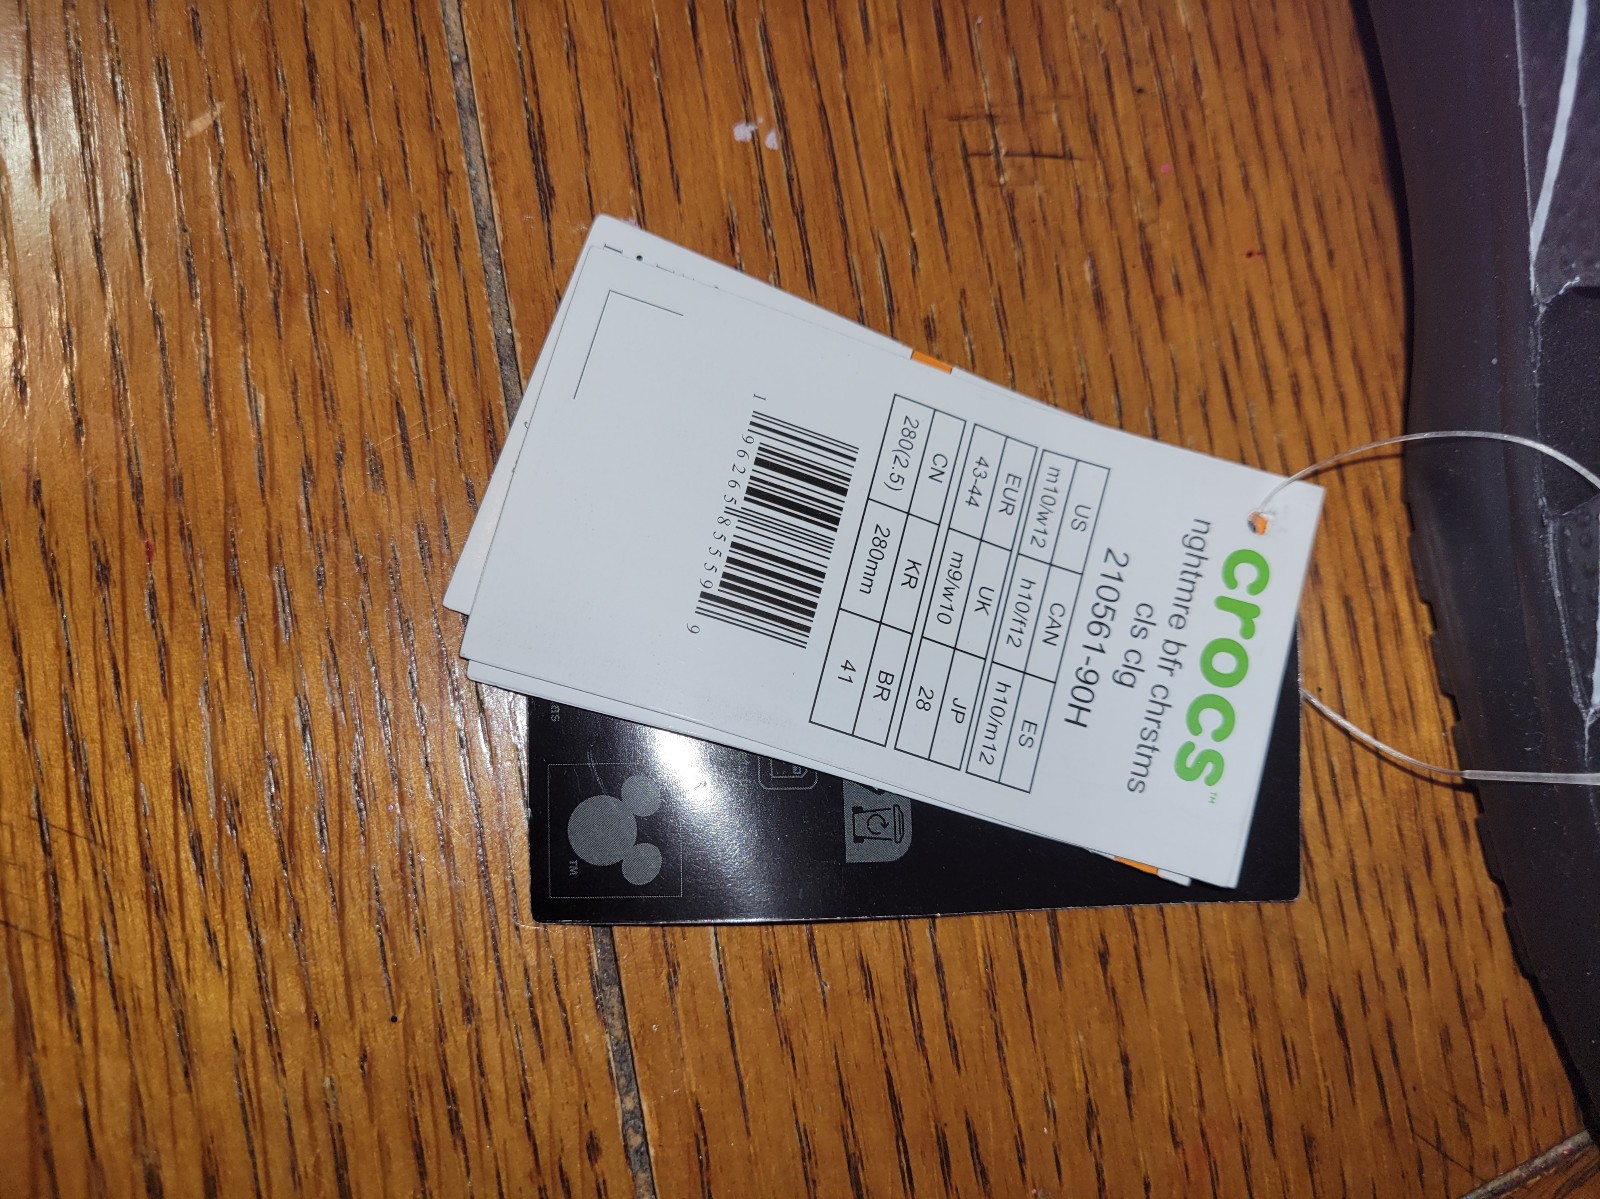 crocs™
nghtmre bfr chrstms
cls clg
210561-90H
US CAN ES
m10/w12 h10/f12 h10/m12
EUR UK JP
43-44 m9/w10 28
CN KR BR
280(2.5) 280mm 41
1 96265 85559 9
TM